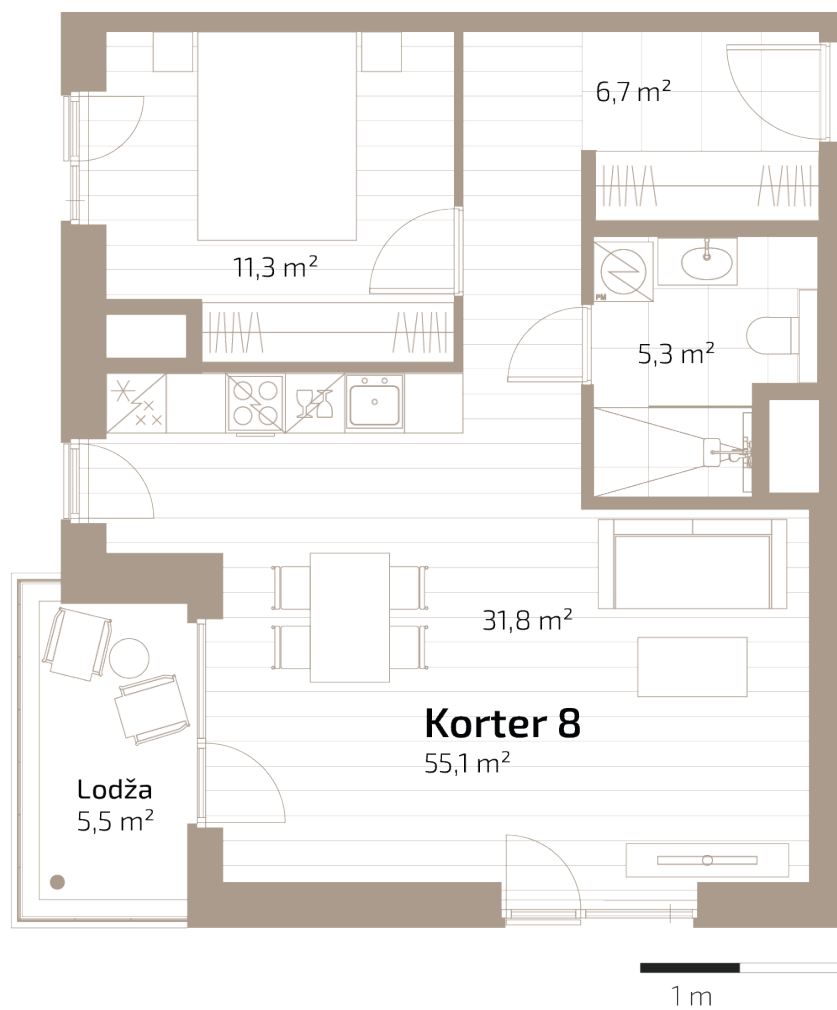 6,7 m²
11,3 m²
PM
5,3 m²
31,8 m²
Korter 8
55,1 m²
Lodža
5,5 m²
1 m